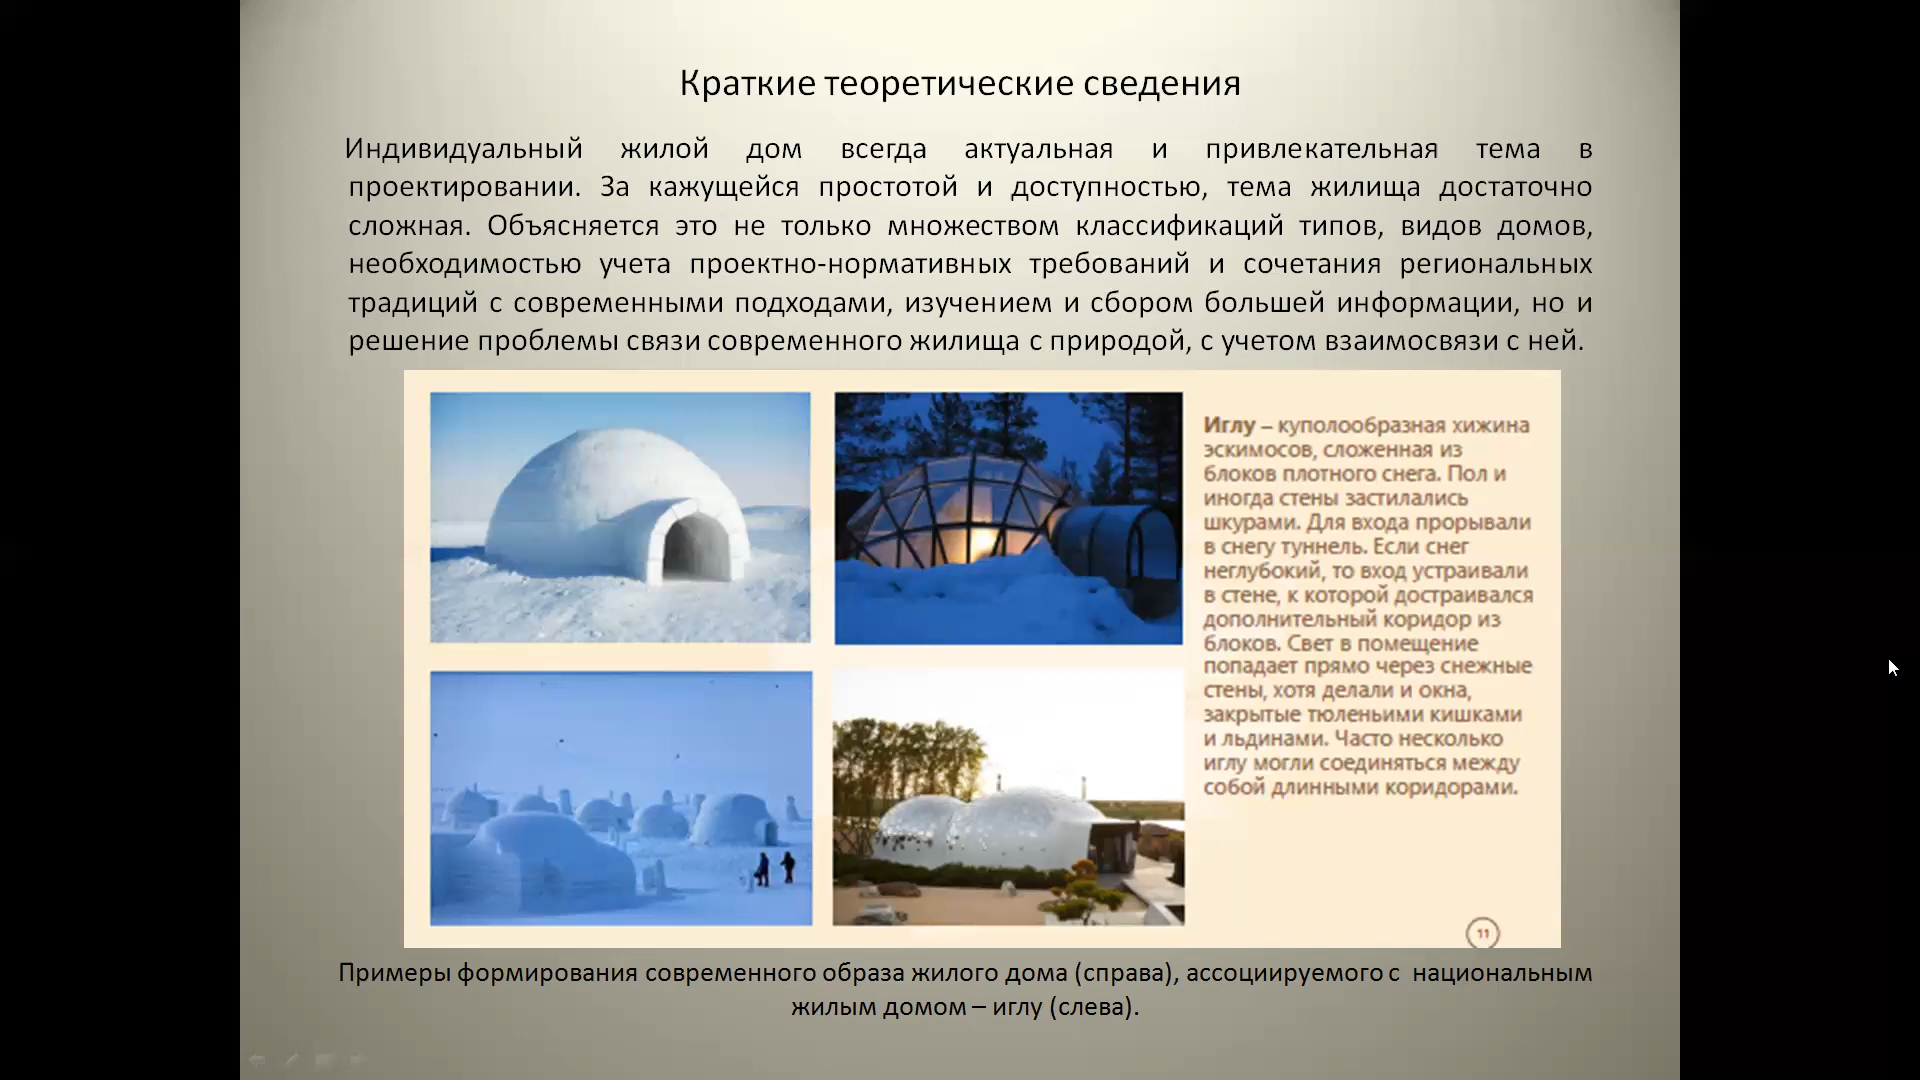 Краткие теоретические сведения
Индивидуальный жилой дом всегда актуальная и привлекательная тема в
проектировании. За кажущейся простотой и доступностью, тема жилища достаточно
сложная. Объясняется это не только множеством классификаций типов, видов домов,
необходимостью учета проектно-нормативных требований и сочетания региональных
традиций с современными подходами, изучением и сбором большей информации, но и
решение проблемы связи современного жилища с природой, с учетом взаимосвязи с ней.
Иглу – куполообразная хижина
эскимосов, сложенная из
блоков плотного снега. Пол и
иногда стены застилались
шкурами. Для входа прорывали
в снегу туннель. Если снег
неглубокий, то вход устраивали
в стене, к которой достраивался
дополнительный коридор из
блоков. Свет в помещение
попадает прямо через снежные
стены, хотя делали и окна,
закрытые тюленьими кишками
и льдинами. Часто несколько
иглу могли соединяться между
собой длинными коридорами.
11
Примеры формирования современного образа жилого дома (справа), ассоциируемого с национальным
жилым домом – иглу (слева).